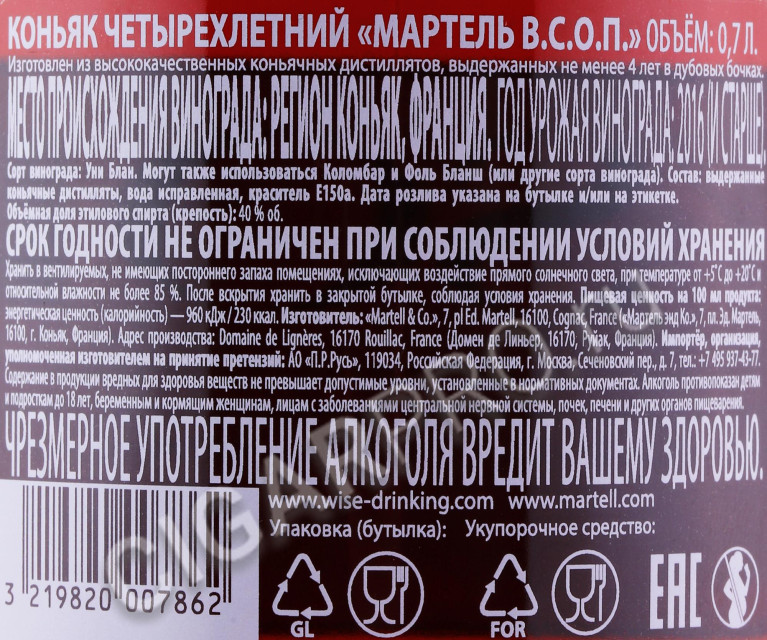 КОНЬЯК ЧЕТЫРЕХЛЕТНИЙ «МАРТЕЛЬ В.С.О.П.» ОБЪЁМ: 0,7 Л.
Изготовлен из высококачественных коньячных дистиллятов, выдержанных не менее 4 лет в дубовых бочках.
МЕСТО ПРОИСХОЖДЕНИЯ ВИНОГРАДА: РЕГИОН КОНЬЯК, ФРАНЦИЯ. ГОД УРОЖАЯ ВИНОГРАДА: 2016 (И СТАРШЕ)
Сорт винограда: Уни Блан. Могут также использоваться Коломбар и Фоль Бланш (или другие сорта винограда). Состав: выдержанные
коньячные дистилляты, вода исправленная, краситель Е150а. Дата розлива указана на бутылке и/или на этикетке.
Объёмная доля этилового спирта (крепость): 40 % об.
СРОК ГОДНОСТИ НЕ ОГРАНИЧЕН ПРИ СОБЛЮДЕНИИ УСЛОВИЙ ХРАНЕНИЯ
Хранить в вентилируемых, не имеющих постороннего запаха помещениях, исключающих воздействие прямого солнечного света, при температуре от +5°С до +20°С и
относительной влажности не более 85 %. После вскрытия хранить в закрытой бутылке, соблюдая условия хранения. Пищевая ценность на 100 мл продукта:
энергетическая ценность (калорийность) — 960 кДж / 230 ккал. Изготовитель: «Martell & Co.», 7, pl Ed. Martell, 16100, Cognac, France («Мартель энд Ко.», 7, пл. Эд. Мартель,
16100, г. Коньяк, Франция). Адрес производства: Domaine de Lignères, 16170 Rouillac, France (Домен де Линьер, 16170, Руйак, Франция). Импортёр, организация,
уполномоченная изготовителем на принятие претензий: АО «П.Р.Русь», 119034, Российская Федерация, г. Москва, Сеченовский пер., д. 7, тел.: +7 495 937-43-77.
Содержание в продукции вредных для здоровья веществ не превышает допустимые уровни, установленные в нормативных документах. Алкоголь противопоказан детям
и подросткам до 18 лет, беременным и кормящим женщинам, лицам с заболеваниями центральной нервной системы, почек, печени и других органов пищеварения.
ЧРЕЗМЕРНОЕ УПОТРЕБЛЕНИЕ АЛКОГОЛЯ ВРЕДИТ ВАШЕМУ ЗДОРОВЬЮ.
www.wise-drinking.com www.martell.com
Упаковка (бутылка): Укупорочное средство:
3 219820 007862
GL FOR EAC
CIGARPRO.ru